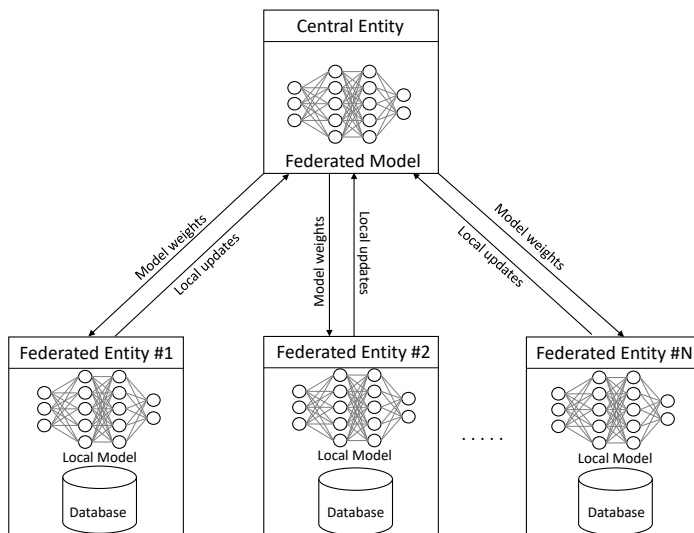 Central Entity
Federated Model
Model weights
Local updates
Model weights
Local updates
Local updates
Model weights
Federated Entity #1
Federated Entity #2
Federated Entity #N
Local Model
Local Model
Local Model
. . . . .
Database
Database
Database